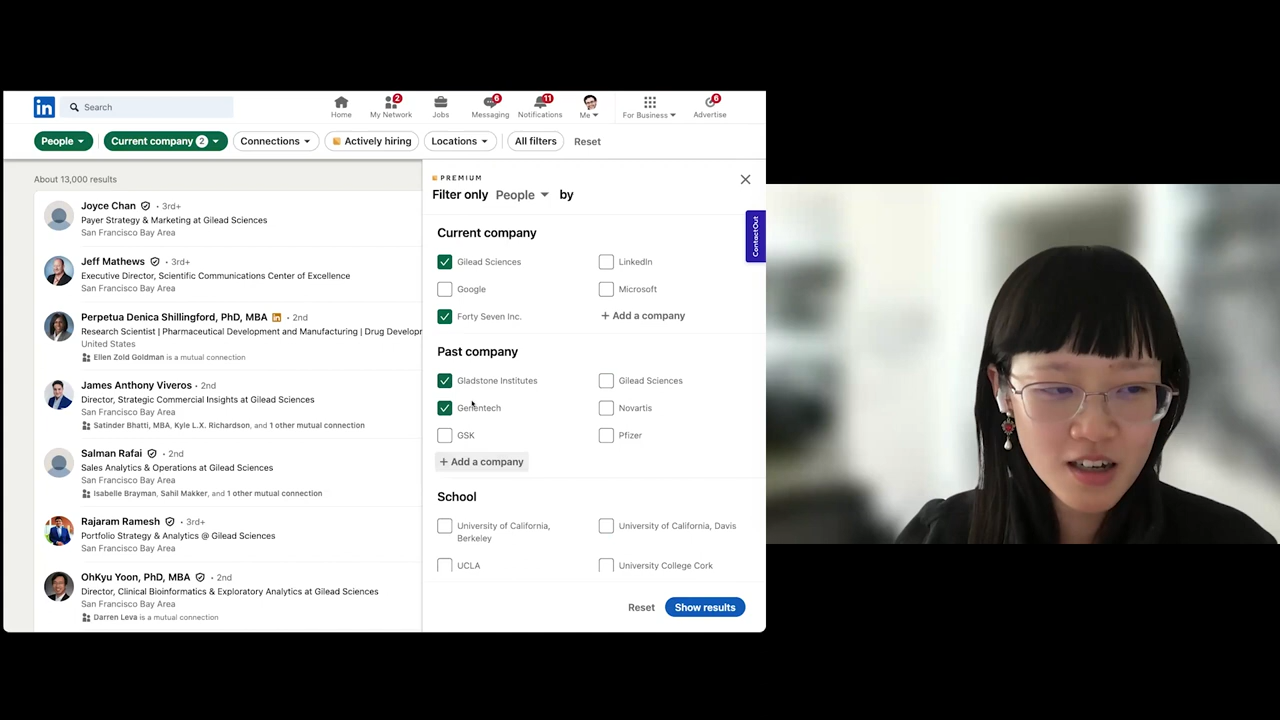 in
Search
Home
2
My Network
Jobs
6
Messaging
11
Notifications
Me
For Business
6
Advertise
People
Current company 2
Connections
Actively hiring
Locations
All filters
Reset
About 13,000 results
Joyce Chan • 3rd+
Payer Strategy & Marketing at Gilead Sciences
San Francisco Bay Area
Jeff Mathews • 3rd+
Executive Director, Scientific Communications Center of Excellence
San Francisco Bay Area
Perpetua Denica Shillingford, PhD, MBA in • 2nd
Research Scientist | Pharmaceutical Development and Manufacturing | Drug Developr
United States
Ellen Zold Goldman is a mutual connection
James Anthony Viveros • 2nd
Director, Strategic Commercial Insights at Gilead Sciences
San Francisco Bay Area
Satinder Bhatti, MBA, Kyle L.X. Richardson, and 1 other mutual connection
Salman Rafai • 2nd
Sales Analytics & Operations at Gilead Sciences
San Francisco Bay Area
Isabelle Brayman, Sahil Makker, and 1 other mutual connection
Rajaram Ramesh • 3rd+
Portfolio Strategy & Analytics @ Gilead Sciences
San Francisco Bay Area
OhKyu Yoon, PhD, MBA • 2nd
Director, Clinical Bioinformatics & Exploratory Analytics at Gilead Sciences
San Francisco Bay Area
Darren Leva is a mutual connection
PREMIUM
Filter only People by
ContactOut
Current company
Gilead Sciences
LinkedIn
Google
Microsoft
Forty Seven Inc.
+ Add a company
Past company
Gladstone Institutes
Gilead Sciences
Genentech
Novartis
GSK
Pfizer
+ Add a company
School
University of California,
Berkeley
University of California, Davis
UCLA
University College Cork
Reset
Show results